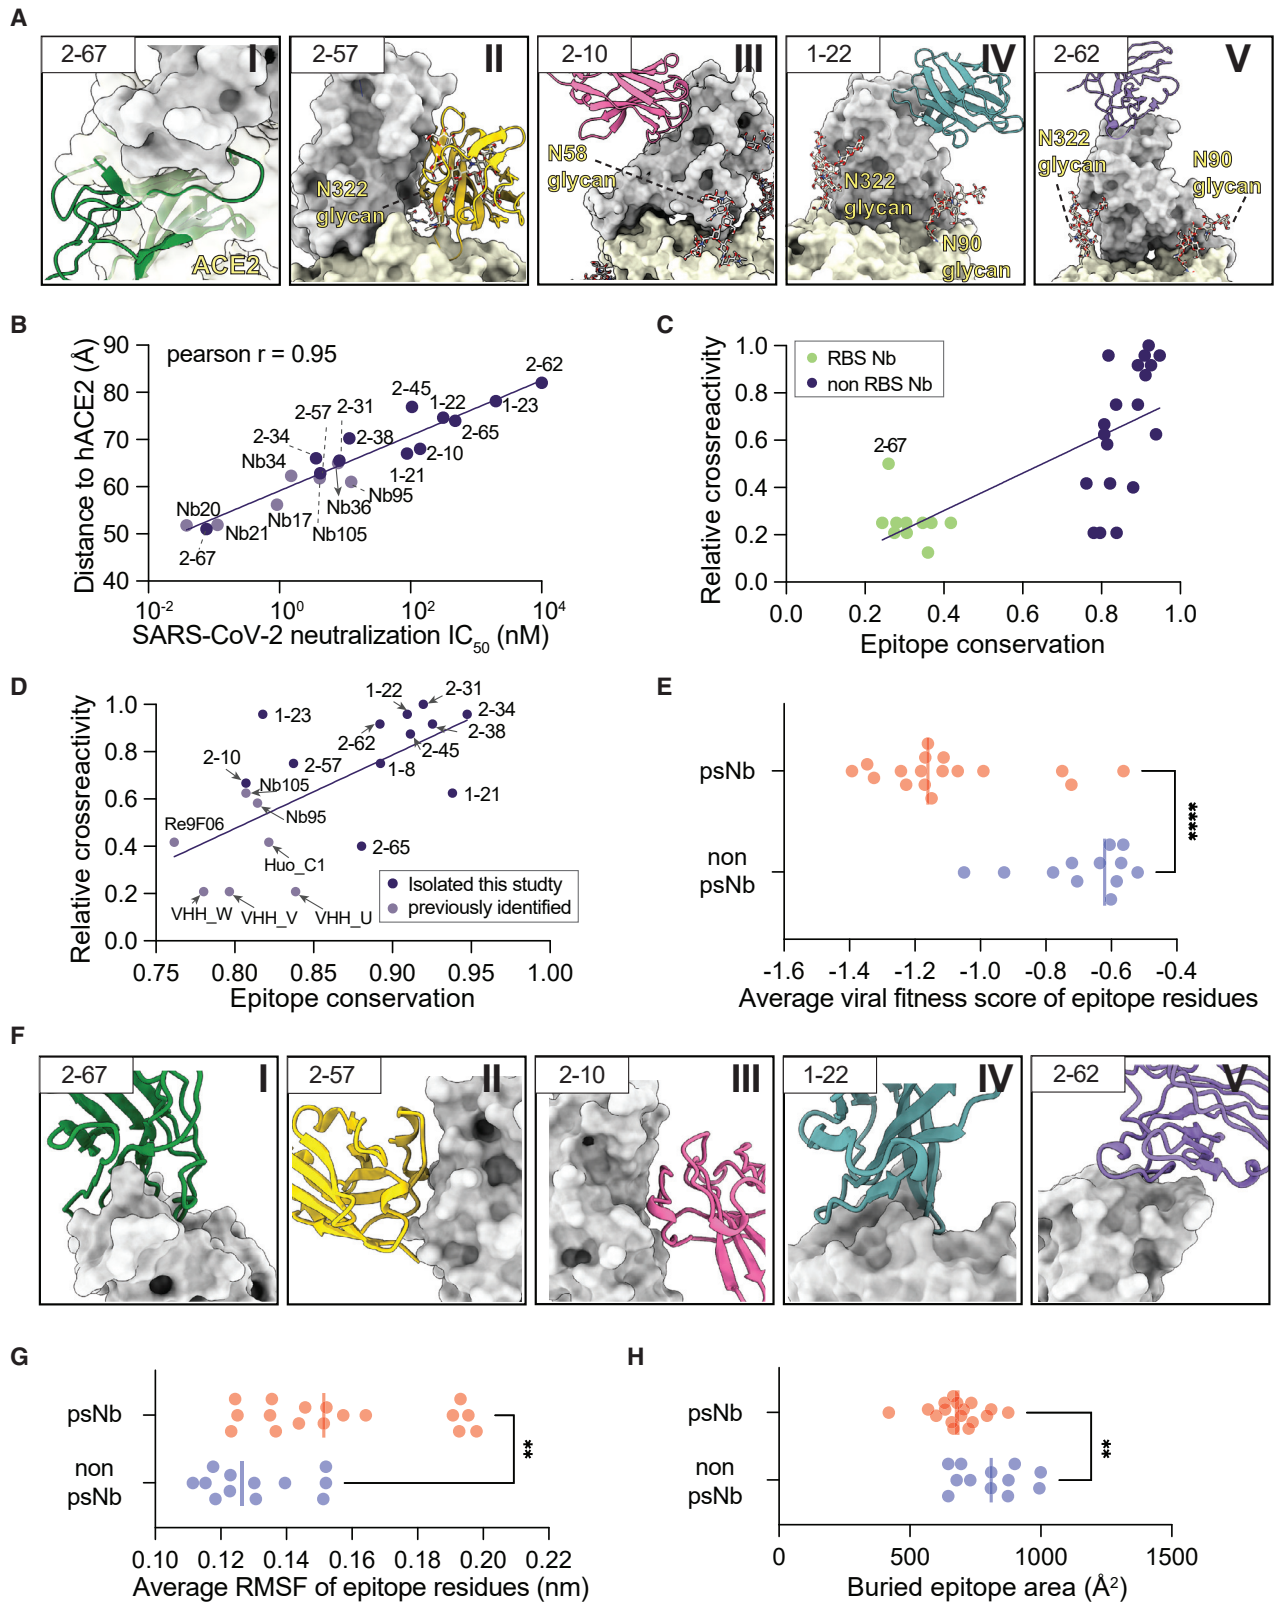 A
2-67
I
ACE2
2-57
II
N322
glycan
2-10
III
N58
glycan
1-22
IV
N322
glycan
N90
glycan
2-62
V
N322
glycan
N90
glycan
B
Distance to hACE2 (Å)
90
80
70
60
50
40
pearson r = 0.95
2-62
2-45
1-22
1-23
2-57
2-31
2-65
2-34
2-38
2-10
1-21
Nb34
Nb95
Nb36
Nb20
Nb17
Nb21
Nb105
2-67
10-2
100
102
104
SARS-CoV-2 neutralization IC50 (nM)
C
Relative crossreactivity
1.0
0.8
0.6
0.4
0.2
0.0
RBS Nb
non RBS Nb
2-67
0.0 0.2 0.4 0.6 0.8 1.0
Epitope conservation
D
Relative crossreactivity
1.0
0.8
0.6
0.4
0.2
0.0
1-22
2-31
1-23
2-34
2-62
2-38
2-45
2-10
2-57
1-8
Nb105
1-21
Nb95
Re9F06
Huo_C1
2-65
VHH_W
VHH_V
VHH_U
Isolated this studty
previously identified
0.75 0.80 0.85 0.90 0.95 1.00
Epitope conservation
E
psNb
non
psNb
****
-1.6 -1.4 -1.2 -1.0 -0.8 -0.6 -0.4
Average viral fitness score of epitope residues
F
2-67
I
2-57
II
2-10
III
1-22
IV
2-62
V
G
psNb
non
psNb
**
0.10 0.12 0.14 0.16 0.18 0.20 0.22
Average RMSF of epitope residues (nm)
H
psNb
non
psNb
**
0 500 1000 1500
Buried epitope area (Å2)